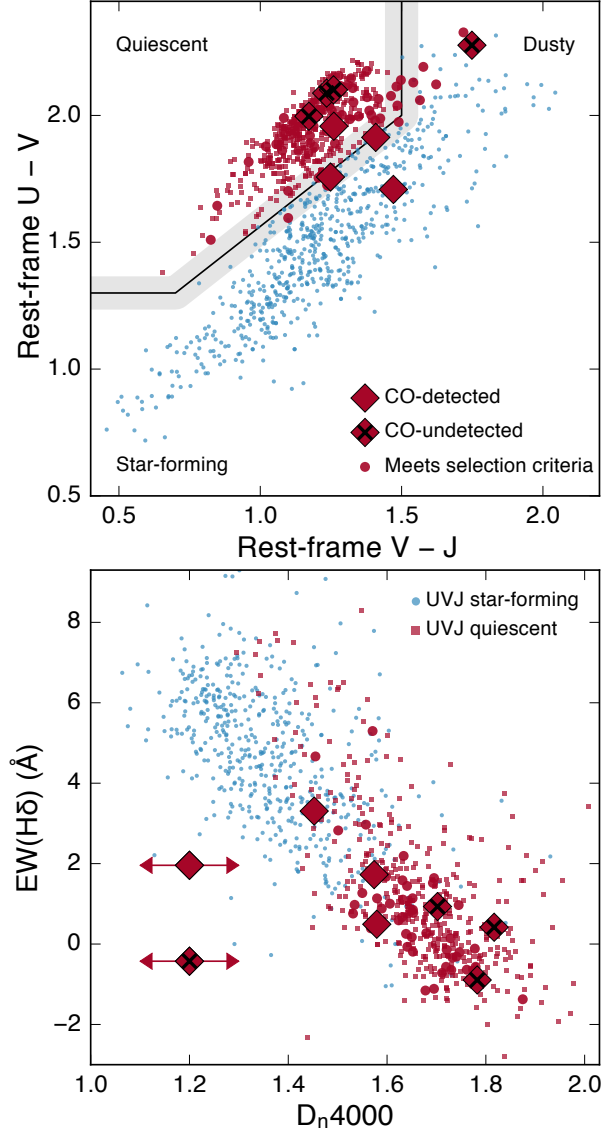 Quiescent
Dusty
2.0
1.5
1.0
0.5
Rest-frame U – V
CO-detected
CO-undetected
Meets selection criteria
Star-forming
0.5
1.0
1.5
2.0
Rest-frame V – J
UVJ star-forming
UVJ quiescent
8
6
4
2
0
−2
EW(Hδ) (Å)
1.0
1.2
1.4
1.6
1.8
2.0
Dn4000